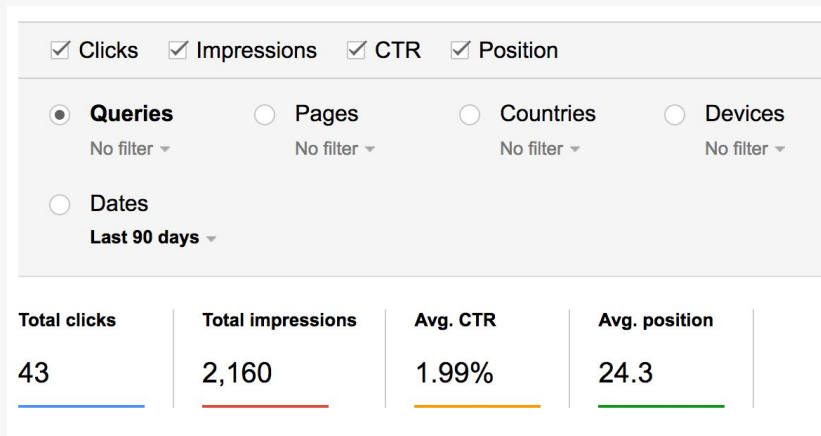 Clicks Impressions CTR Position
Queries Pages Countries Devices
No filter No filter No filter No filter
Dates
Last 90 days
Total clicks Total impressions Avg. CTR Avg. position
43 2,160 1.99% 24.3